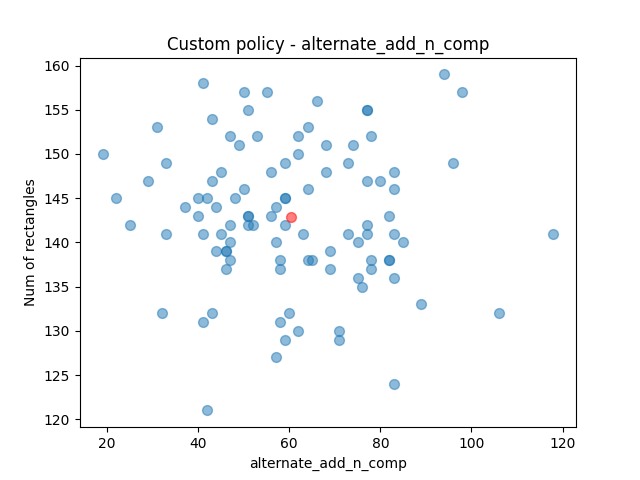 Custom policy - alternate_add_n_comp
160
155
150
145
140
135
130
125
120
Num of rectangles
20 40 60 80 100 120
alternate_add_n_comp